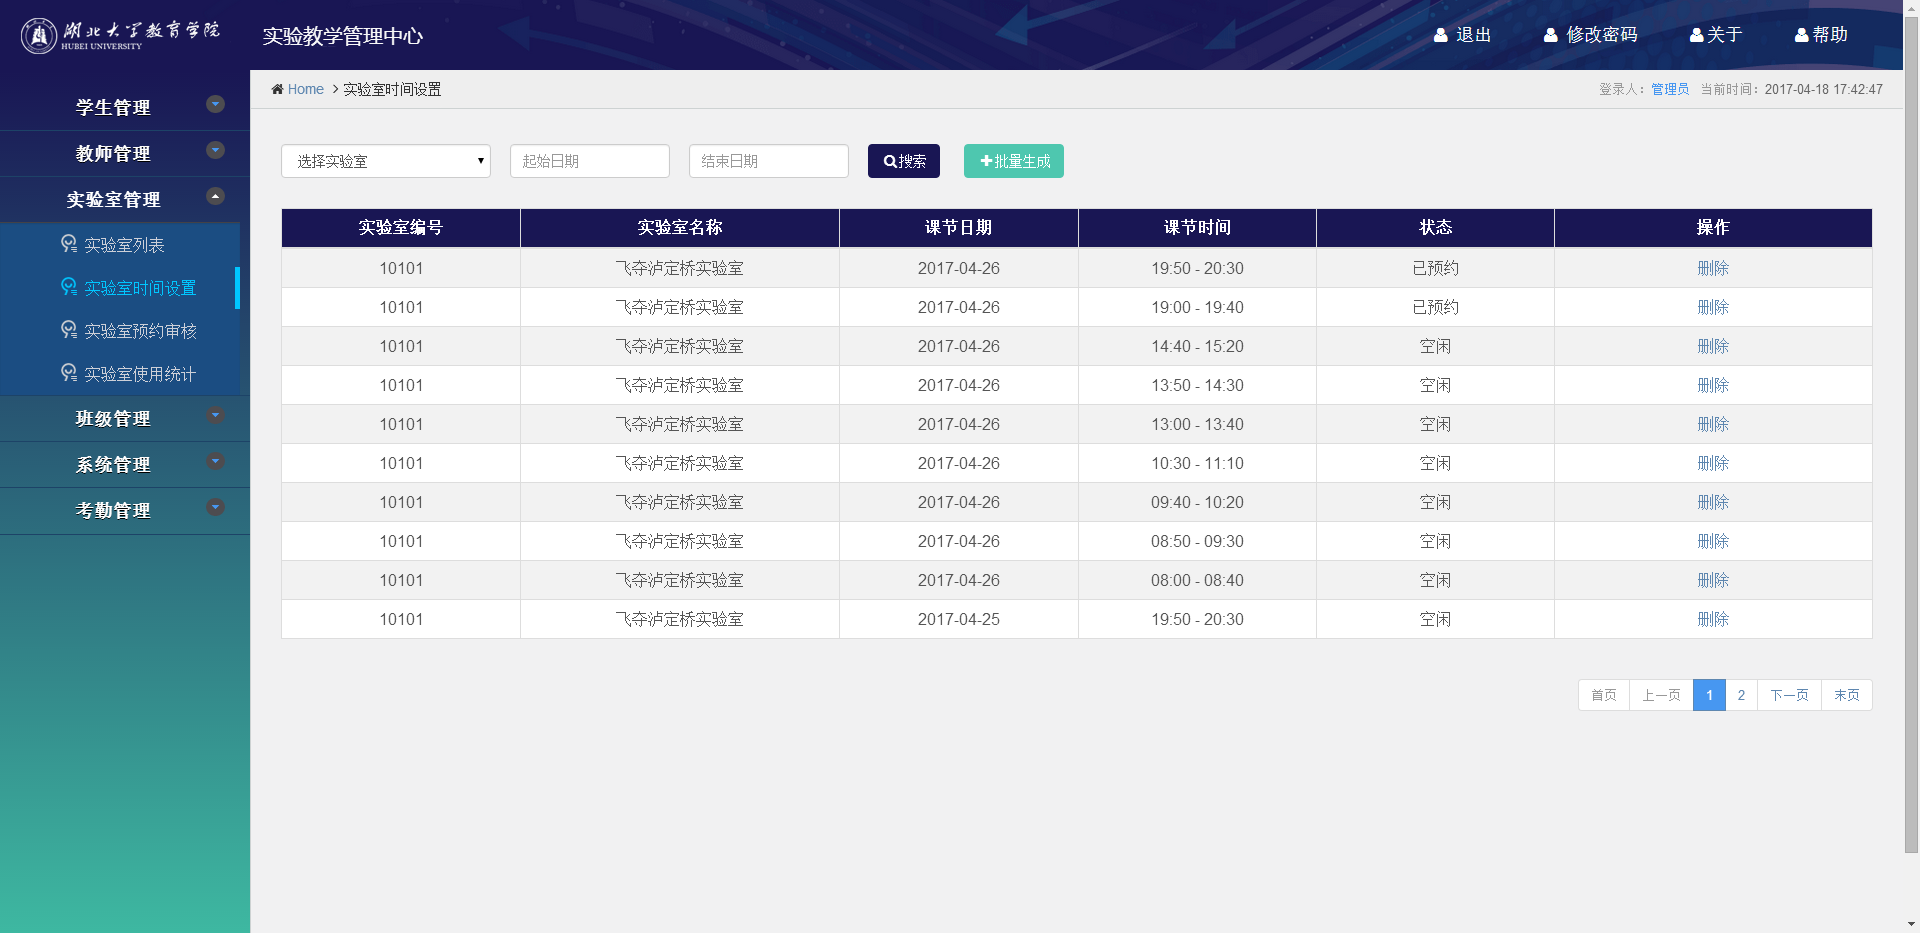 湖北大学教育学院
HUBEI UNIVERSITY
实验教学管理中心
退出 修改密码 关于 帮助
Home 实验室时间设置
登录人：管理员 当前时间：2017-04-18 17:42:47
学生管理
教师管理
实验室管理
实验室列表
实验室时间设置
实验室预约审核
实验室使用统计
班级管理
系统管理
考勤管理
选择实验室 起始日期 结束日期 搜索 批量生成
实验室编号 实验室名称 课节日期 课节时间 状态 操作
10101 飞夺泸定桥实验室 2017-04-26 19:50 - 20:30 已预约 删除
10101 飞夺泸定桥实验室 2017-04-26 19:00 - 19:40 已预约 删除
10101 飞夺泸定桥实验室 2017-04-26 14:40 - 15:20 空闲 删除
10101 飞夺泸定桥实验室 2017-04-26 13:50 - 14:30 空闲 删除
10101 飞夺泸定桥实验室 2017-04-26 13:00 - 13:40 空闲 删除
10101 飞夺泸定桥实验室 2017-04-26 10:30 - 11:10 空闲 删除
10101 飞夺泸定桥实验室 2017-04-26 09:40 - 10:20 空闲 删除
10101 飞夺泸定桥实验室 2017-04-26 08:50 - 09:30 空闲 删除
10101 飞夺泸定桥实验室 2017-04-26 08:00 - 08:40 空闲 删除
10101 飞夺泸定桥实验室 2017-04-25 19:50 - 20:30 空闲 删除
首页 上一页 1 2 下一页 末页